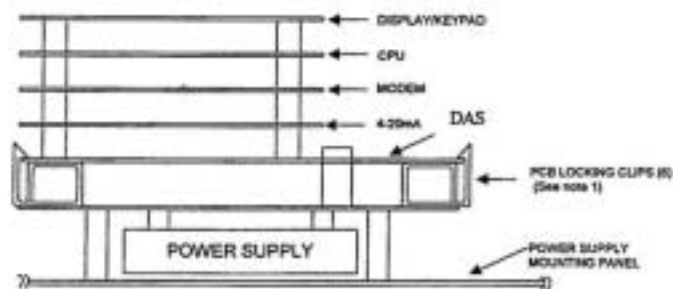 DISPLAY/KEYPAD
CPU
MODEM
4-20mA
DAS
PCB LOCKING CLIPS (6)
(See note 1)
POWER SUPPLY
POWER SUPPLY
MOUNTING PANEL